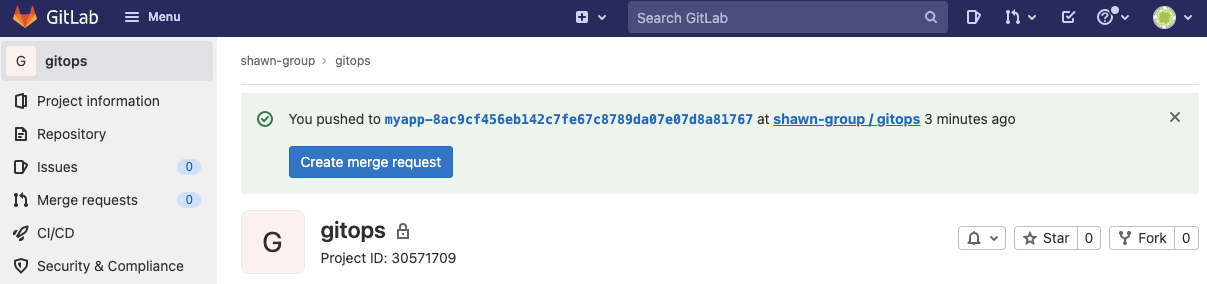 GitLab Menu Search GitLab
G gitops
shawn-group › gitops
Project information
You pushed to myapp-8ac9cf456eb142c7fe67c8789da07e07d8a81767 at shawn-group / gitops 3 minutes ago
Repository
Issues 0
Create merge request
Merge requests 0
G
gitops
CI/CD
Star 0
Fork 0
Project ID: 30571709
Security & Compliance